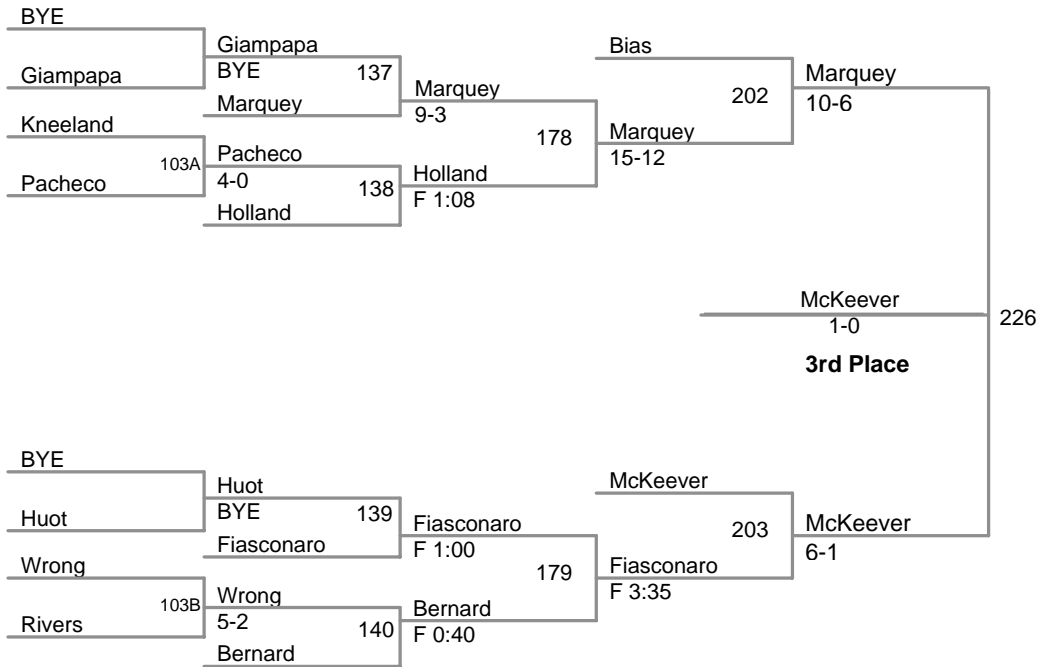 BYE
Giampapa
Giampapa
BYE
137
Marquey
Marquey
9-3
Kneeland
103A
Pacheco
Pacheco
4-0
138
Holland
Holland
F 1:08
178
Bias
Marquey
15-12
202
Marquey
10-6
McKeever
1-0
226
3rd Place
BYE
Huot
Huot
BYE
139
Fiasconaro
Fiasconaro
F 1:00
Wrong
103B
Rivers
Wrong
5-2
140
Bernard
Bernard
F 0:40
179
McKeever
Fiasconaro
F 3:35
203
McKeever
6-1